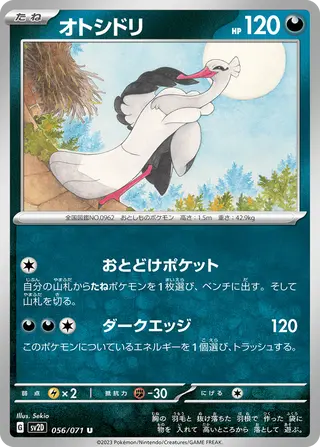 たね オトシドリ HP 120
全国図鑑NO.0962 おとしものポケモン 高さ:1.5m 重さ:42.9kg
おとどけポケット
自分の山札からたねポケモンを1枚選び、ベンチに出す。そして
山札を切る。
ダークエッジ 120
このポケモンについているエネルギーを1個選び、トラッシュする。
弱点 ×2 抵抗力 -30 にげる
Illus. Sekio
G SV2D 056/071 U
©2023 Pokémon/Nintendo/Creatures/GAME FREAK.